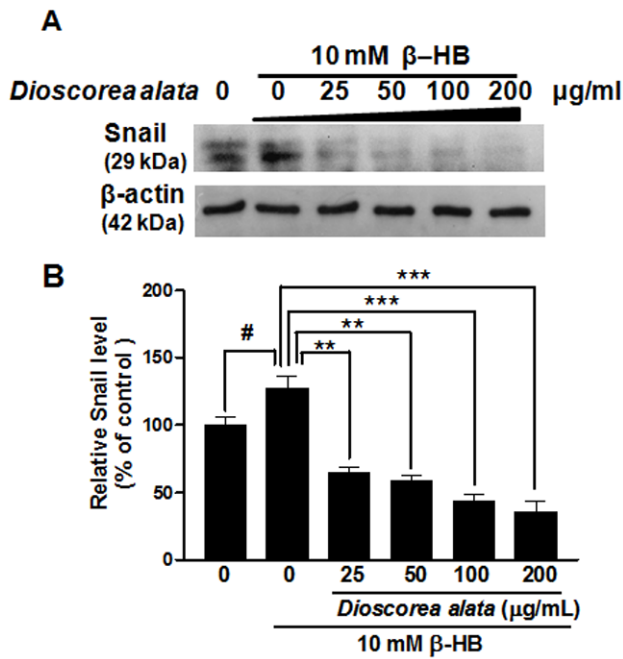 A
10 mM β–HB
Dioscorea alata 0 0 25 50 100 200 µg/ml
Snail
(29 kDa)
β-actin
(42 kDa)
B
Relative Snail level
(% of control )
200
150
100
50
0
#
**
**
***
***
0 0 25 50 100 200
Dioscorea alata (µg/mL)
10 mM β-HB